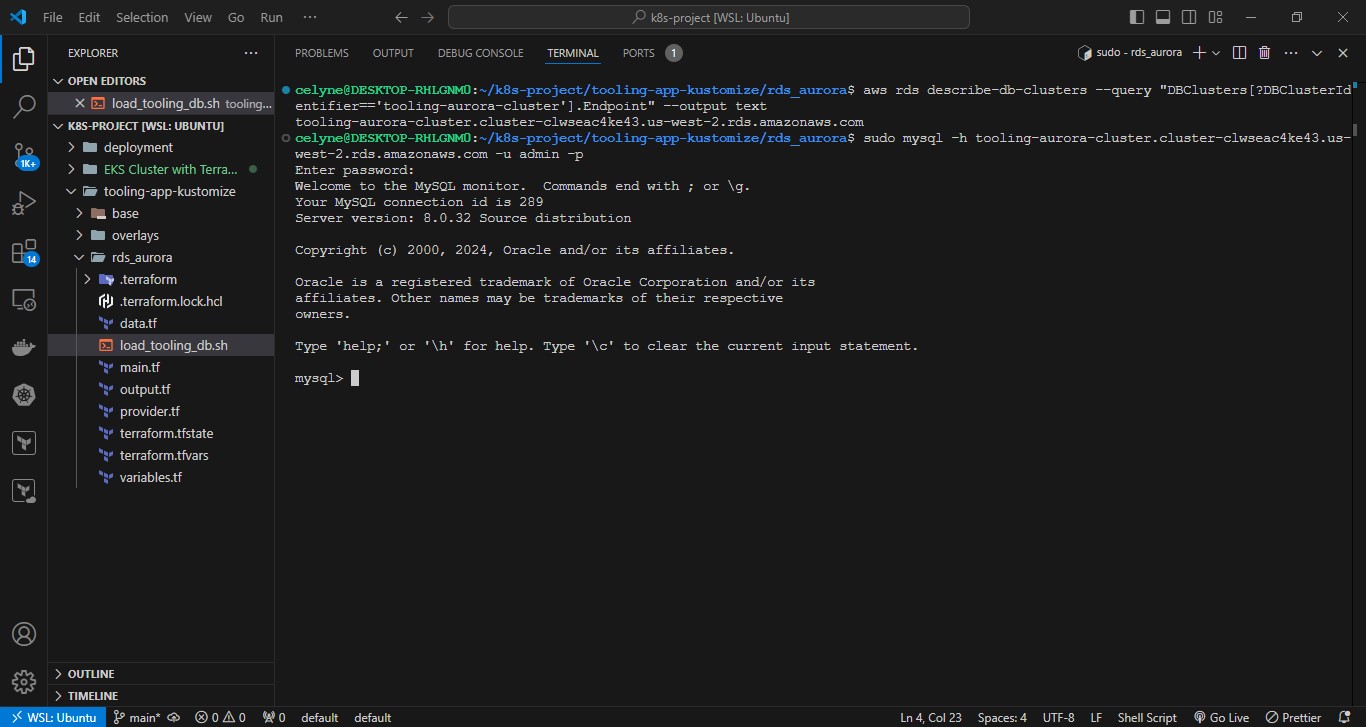 File Edit Selection View Go Run ···
k8s-project [WSL: Ubuntu]
EXPLORER
OPEN EDITORS
load_tooling_db.sh tooling...
K8S-PROJECT [WSL: UBUNTU]
deployment
EKS Cluster with Terra...
tooling-app-kustomize
base
overlays
rds_aurora
.terraform
.terraform.lock.hcl
data.tf
load_tooling_db.sh
main.tf
output.tf
provider.tf
terraform.tfstate
terraform.tfvars
variables.tf
OUTLINE
TIMELINE
1K+
14
PROBLEMS OUTPUT DEBUG CONSOLE TERMINAL PORTS 1
sudo - rds_aurora
celyne@DESKTOP-RHLGNM0:~/k8s-project/tooling-app-kustomize/rds_aurora$ aws rds describe-db-clusters --query "DBClusters[?DBClusterId
entifier=='tooling-aurora-cluster'].Endpoint" --output text
tooling-aurora-cluster.cluster-clwseac4ke43.us-west-2.rds.amazonaws.com
celyne@DESKTOP-RHLGNM0:~/k8s-project/tooling-app-kustomize/rds_aurora$ sudo mysql -h tooling-aurora-cluster.cluster-clwseac4ke43.us-
west-2.rds.amazonaws.com -u admin -p
Enter password:
Welcome to the MySQL monitor.  Commands end with ; or \g.
Your MySQL connection id is 289
Server version: 8.0.32 Source distribution
Copyright (c) 2000, 2024, Oracle and/or its affiliates.
Oracle is a registered trademark of Oracle Corporation and/or its
affiliates. Other names may be trademarks of their respective
owners.
Type 'help;' or '\h' for help. Type '\c' to clear the current input statement.
mysql>
WSL: Ubuntu main* 0 0 0 default default Ln 4, Col 23 Spaces: 4 UTF-8 LF Shell Script Go Live Prettier